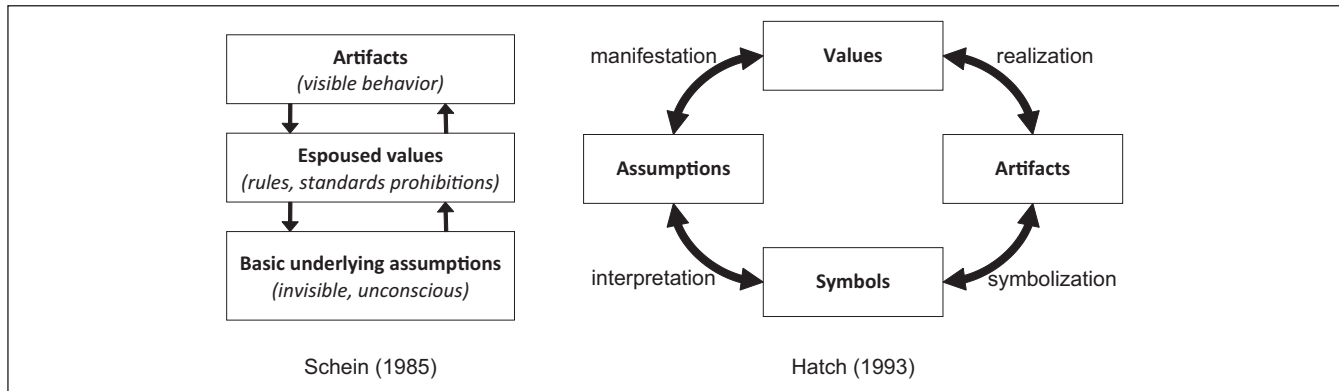 Artifacts
(visible behavior)
Espoused values
(rules, standards prohibitions)
Basic underlying assumptions
(invisible, unconscious)
Schein (1985)
manifestation
Values
realization
Assumptions
Artifacts
interpretation
Symbols
symbolization
Hatch (1993)